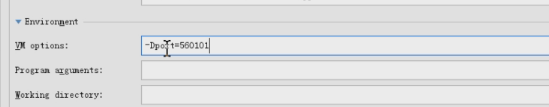 Environment
VM options:
-Dport=560101
Program arguments:
Working directory: